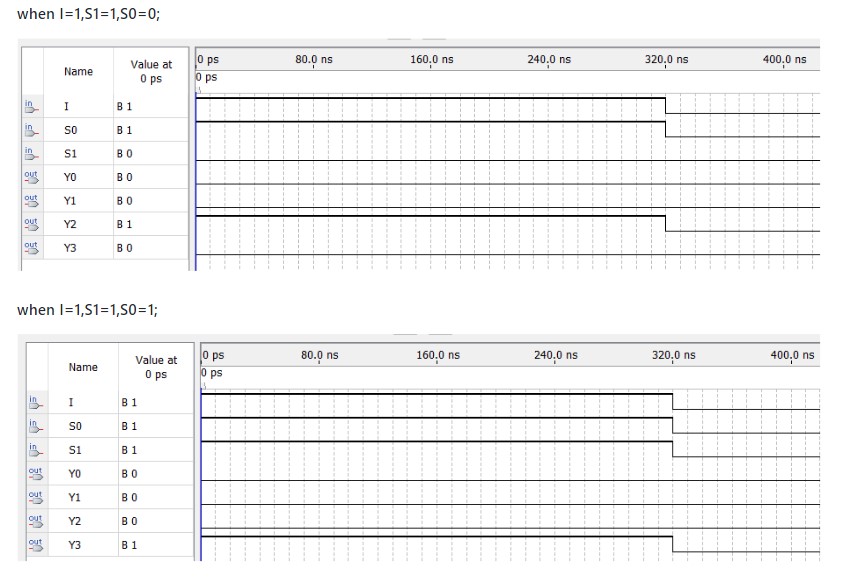 when I=1,S1=1,S0=0;
Name Value at 0 ps 0 ps 80.0 ns 160.0 ns 240.0 ns 320.0 ns 400.0 ns
0 ps
in I B 1
in S0 B 1
in S1 B 0
out Y0 B 0
out Y1 B 0
out Y2 B 1
out Y3 B 0
when I=1,S1=1,S0=1;
Name Value at 0 ps 0 ps 80.0 ns 160.0 ns 240.0 ns 320.0 ns 400.0 ns
0 ps
in I B 1
in S0 B 1
in S1 B 1
out Y0 B 0
out Y1 B 0
out Y2 B 0
out Y3 B 1